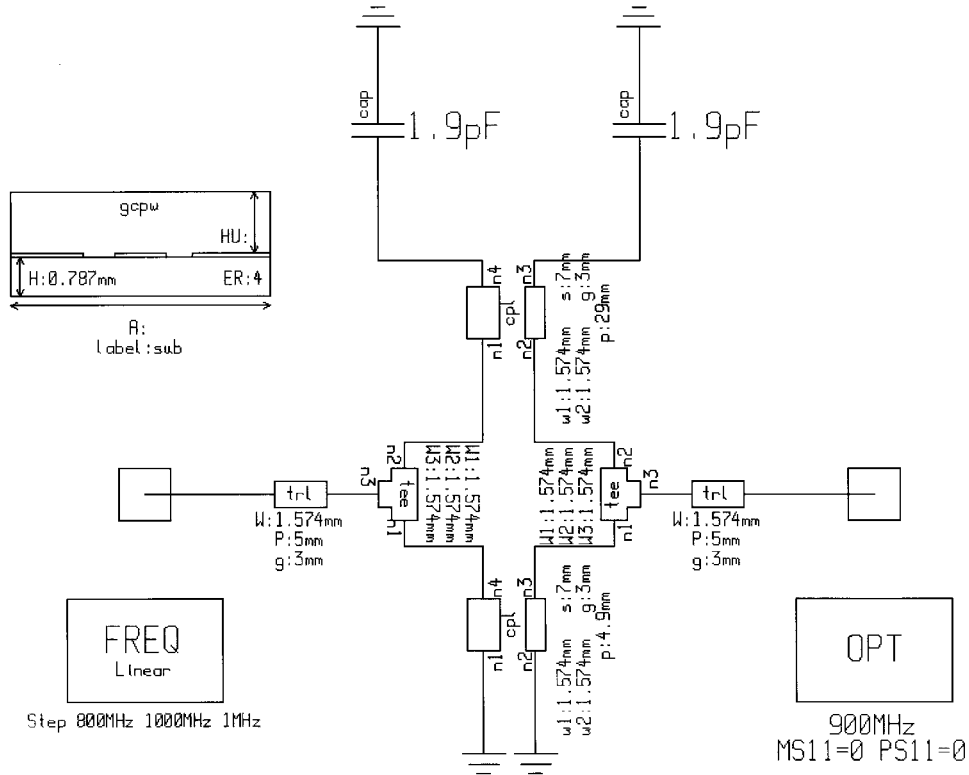 cap
1.9pF
cap
1.9pF
gcpw
HU:
H:0.787mm
ER:4
A:
label:sub
n4
n3
cpl
n1
n2
s:7mm
g:3mm
p:29mm
w1:1.574mm
w2:1.574mm
n2
n3
tee
n1
W1:1.574mm
W2:1.574mm
W3:1.574mm
W1:1.574mm
W2:1.574mm
W3:1.574mm
n2
n3
tee
n1
trl
W:1.574mm
P:5mm
g:3mm
trl
W:1.574mm
P:5mm
g:3mm
n4
n3
cpl
n1
n2
s:7mm
g:3mm
p:4.9mm
w1:1.574mm
w2:1.574mm
FREQ
Linear
Step 800MHz 1000MHz 1MHz
OPT
900MHz
MS11=0 PS11=0